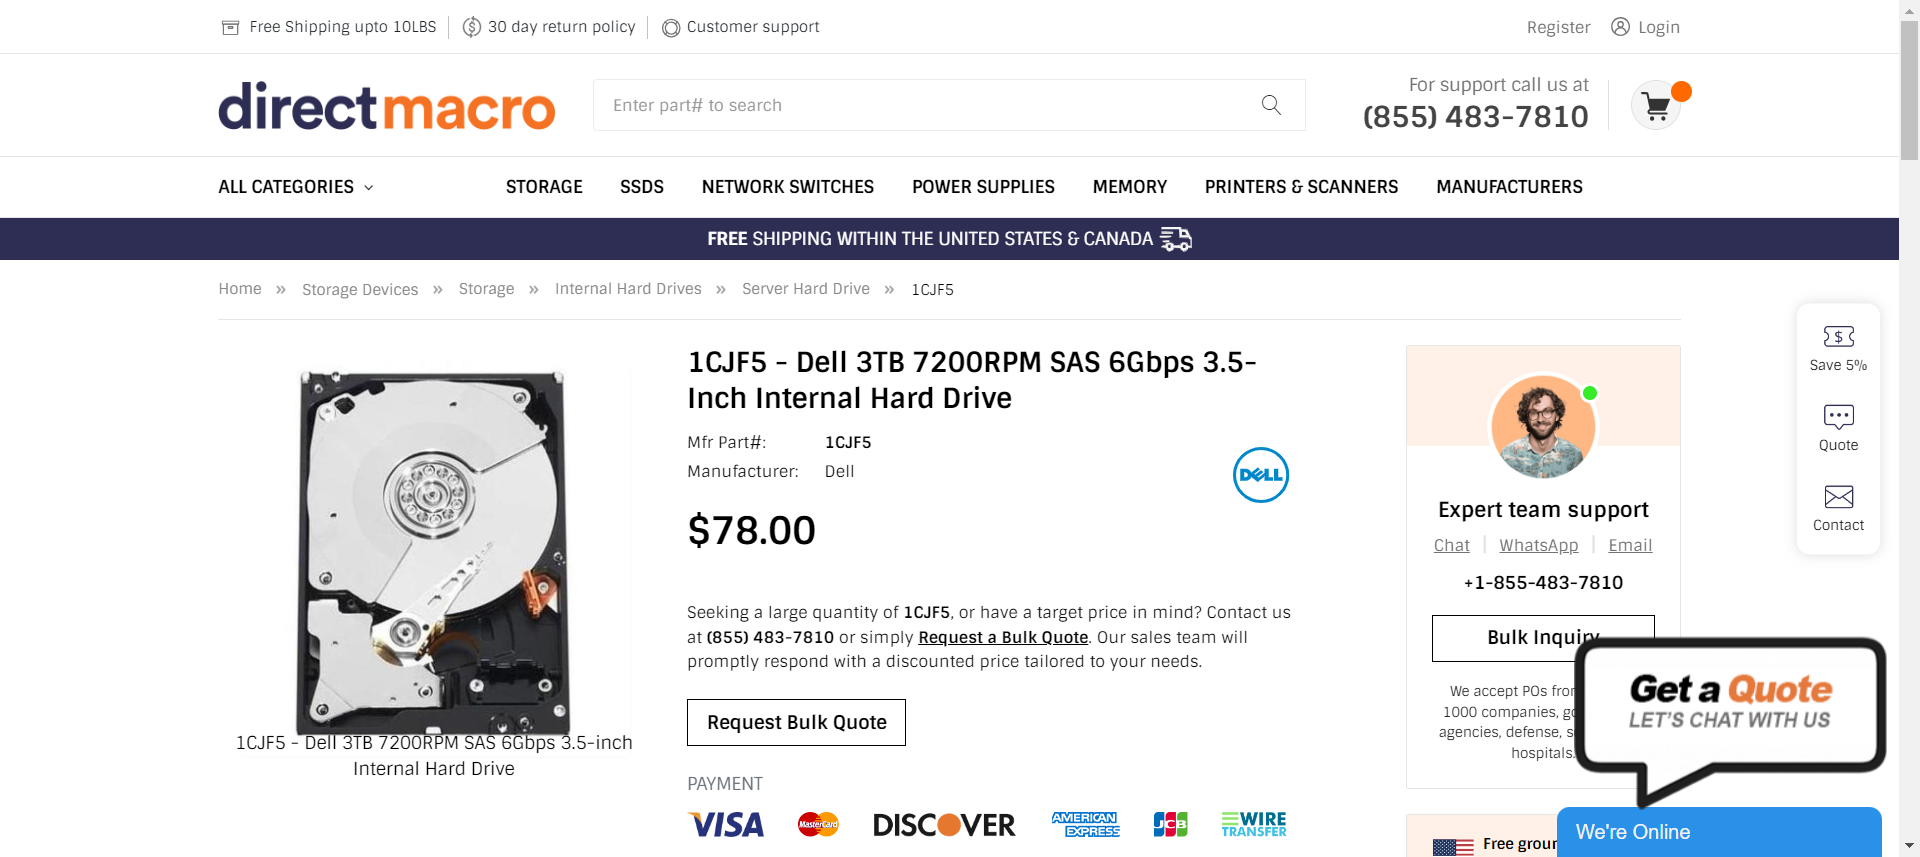 Free Shipping upto 10LBS
30 day return policy
Customer support
Register
Login
directmacro
Enter part# to search
For support call us at
(855) 483-7810
ALL CATEGORIES
STORAGE
SSDS
NETWORK SWITCHES
POWER SUPPLIES
MEMORY
PRINTERS & SCANNERS
MANUFACTURERS
FREE SHIPPING WITHIN THE UNITED STATES & CANADA
Home » Storage Devices » Storage » Internal Hard Drives » Server Hard Drive » 1CJF5
1CJF5 - Dell 3TB 7200RPM SAS 6Gbps 3.5-inch
Internal Hard Drive
1CJF5 - Dell 3TB 7200RPM SAS 6Gbps 3.5-
Inch Internal Hard Drive
Mfr Part#: 1CJF5
Manufacturer: Dell
DELL
$78.00
Seeking a large quantity of 1CJF5, or have a target price in mind? Contact us
at (855) 483-7810 or simply Request a Bulk Quote. Our sales team will
promptly respond with a discounted price tailored to your needs.
Request Bulk Quote
PAYMENT
VISA
MasterCard
DISCOVER
AMERICAN EXPRESS
JCB
WIRE TRANSFER
Expert team support
Chat | WhatsApp | Email
+1-855-483-7810
Bulk Inquiry
We accept POs from
1000 companies, go
agencies, defense, s
hospitals.
Free groun
Save 5%
Quote
Contact
Get a Quote
LET'S CHAT WITH US
We're Online